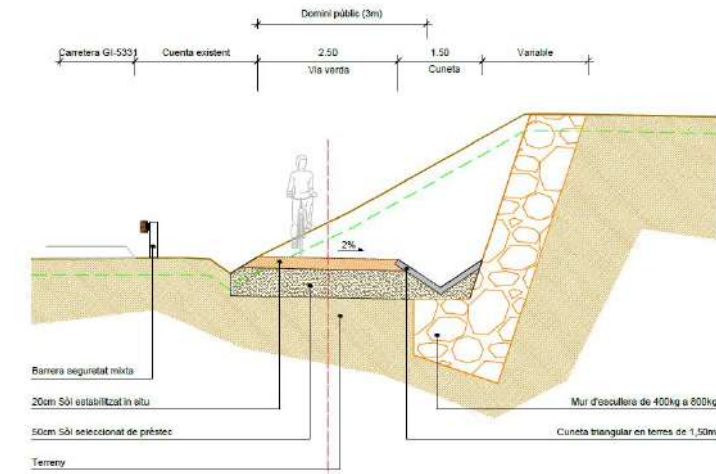 Domini públic (3m)
Carretera GI-5331 Cuenta existent 2.50 1.50 Variable
Via verda Cuneta
2%
Barrera seguretat mixta
20cm Sòl estabilitzat in situ
Mur d'escullera de 400kg a 800kg
50cm Sòl seleccionat de préstec
Cuneta triangular en terres de 1,50m
Terreny